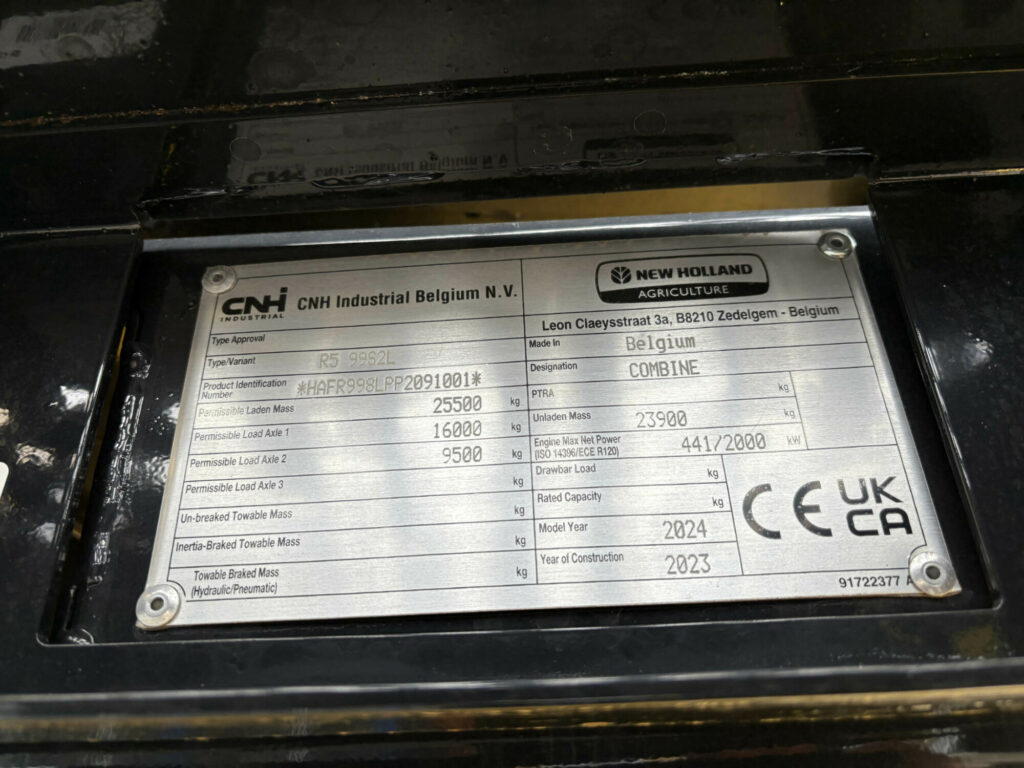 CNH INDUSTRIAL CNH Industrial Belgium N.V.
NEW HOLLAND
AGRICULTURE
Leon Claeysstraat 3a, B8210 Zedelgem - Belgium
Type Approval
Type/Variant R5 9982L
Product Identification Number *HAFR998LPP2091001*
Permissible Laden Mass 25500 kg
Permissible Load Axle 1 16000 kg
Permissible Load Axle 2 9500 kg
Permissible Load Axle 3 kg
Un-breaked Towable Mass kg
Inertia-Braked Towable Mass kg
Towable Braked Mass kg
(Hydraulic/Pneumatic)
Made in Belgium
Designation COMBINE
PTRA kg
Unladen Mass 23900 kg
Engine Max Net Power 441/2000 kW
(ISO 14396/ECE R120)
Drawbar Load kg
Rated Capacity kg
Model Year 2024
Year of Construction 2023
CE UK
CA
91722377 A